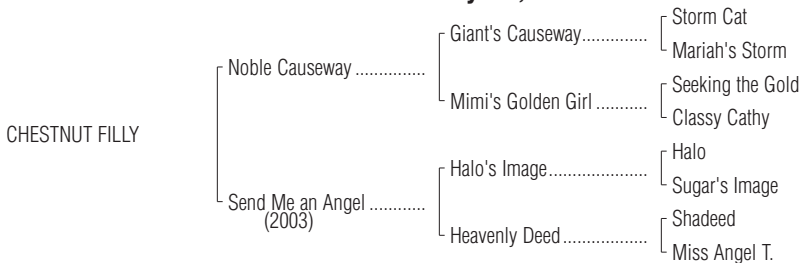 Storm Cat
Giant's Causeway..............
Mariah's Storm
Noble Causeway ...............
Seeking the Gold
Mimi's Golden Girl ...........
Classy Cathy
CHESTNUT FILLY
Halo
Halo's Image...................
Sugar's Image
Send Me an Angel ............
(2003)
Shadeed
Heavenly Deed.................
Miss Angel T.